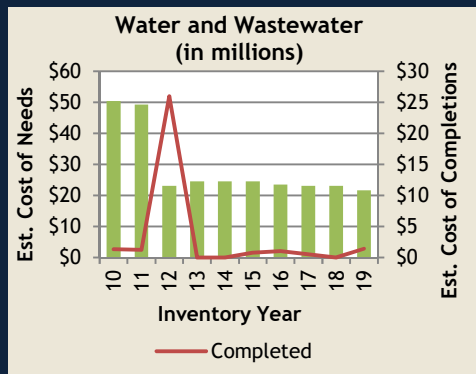 Water and Wastewater
(in millions)
Est. Cost of Needs
$60
$50
$40
$30
$20
$10
$0
$30
$25
$20
$15
$10
$5
$0
Est. Cost of Completions
10 11 12 13 14 15 16 17 18 19
Inventory Year
Completed